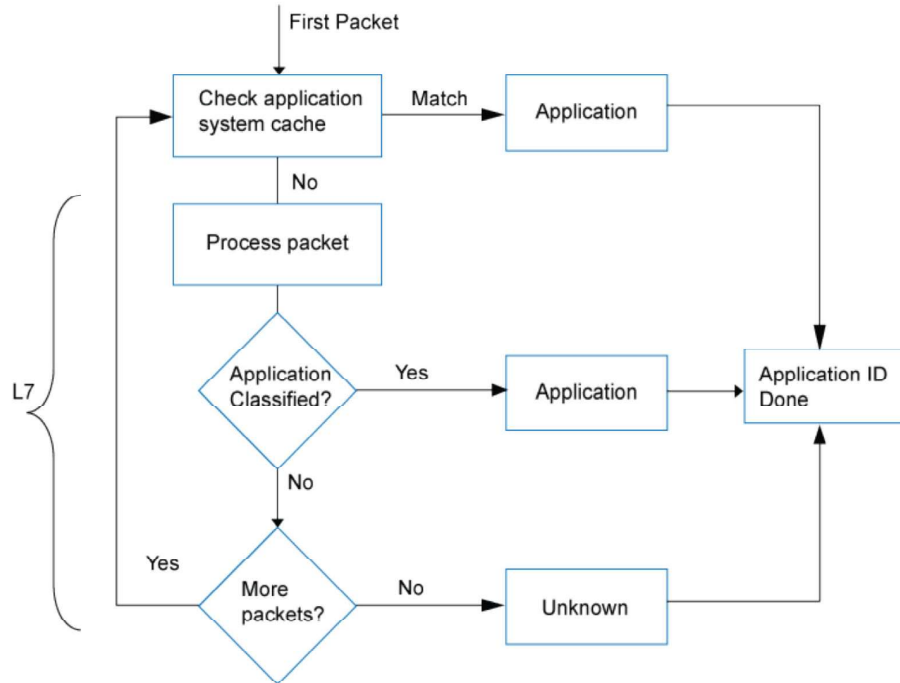 First Packet
Check application
system cache
Match
Application
No
Process packet
L7
Application
Classified?
Yes
Application
Application ID
Done
No
Yes
More
packets?
No
Unknown